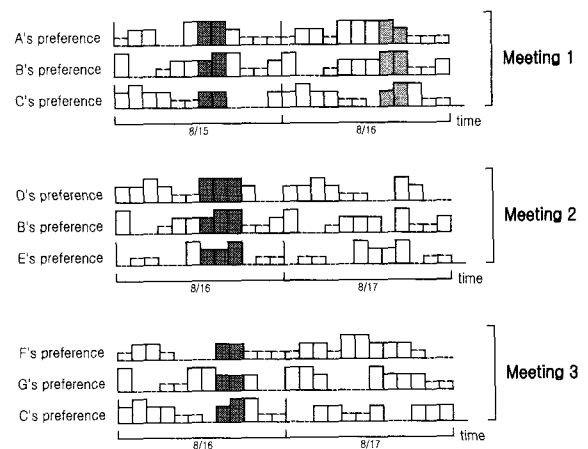 A's preference
B's preference
C's preference
Meeting 1
8/15
8/16
time
D's preference
B's preference
E's preference
Meeting 2
8/16
8/17
time
F's preference
G's preference
C's preference
Meeting 3
8/16
8/17
time